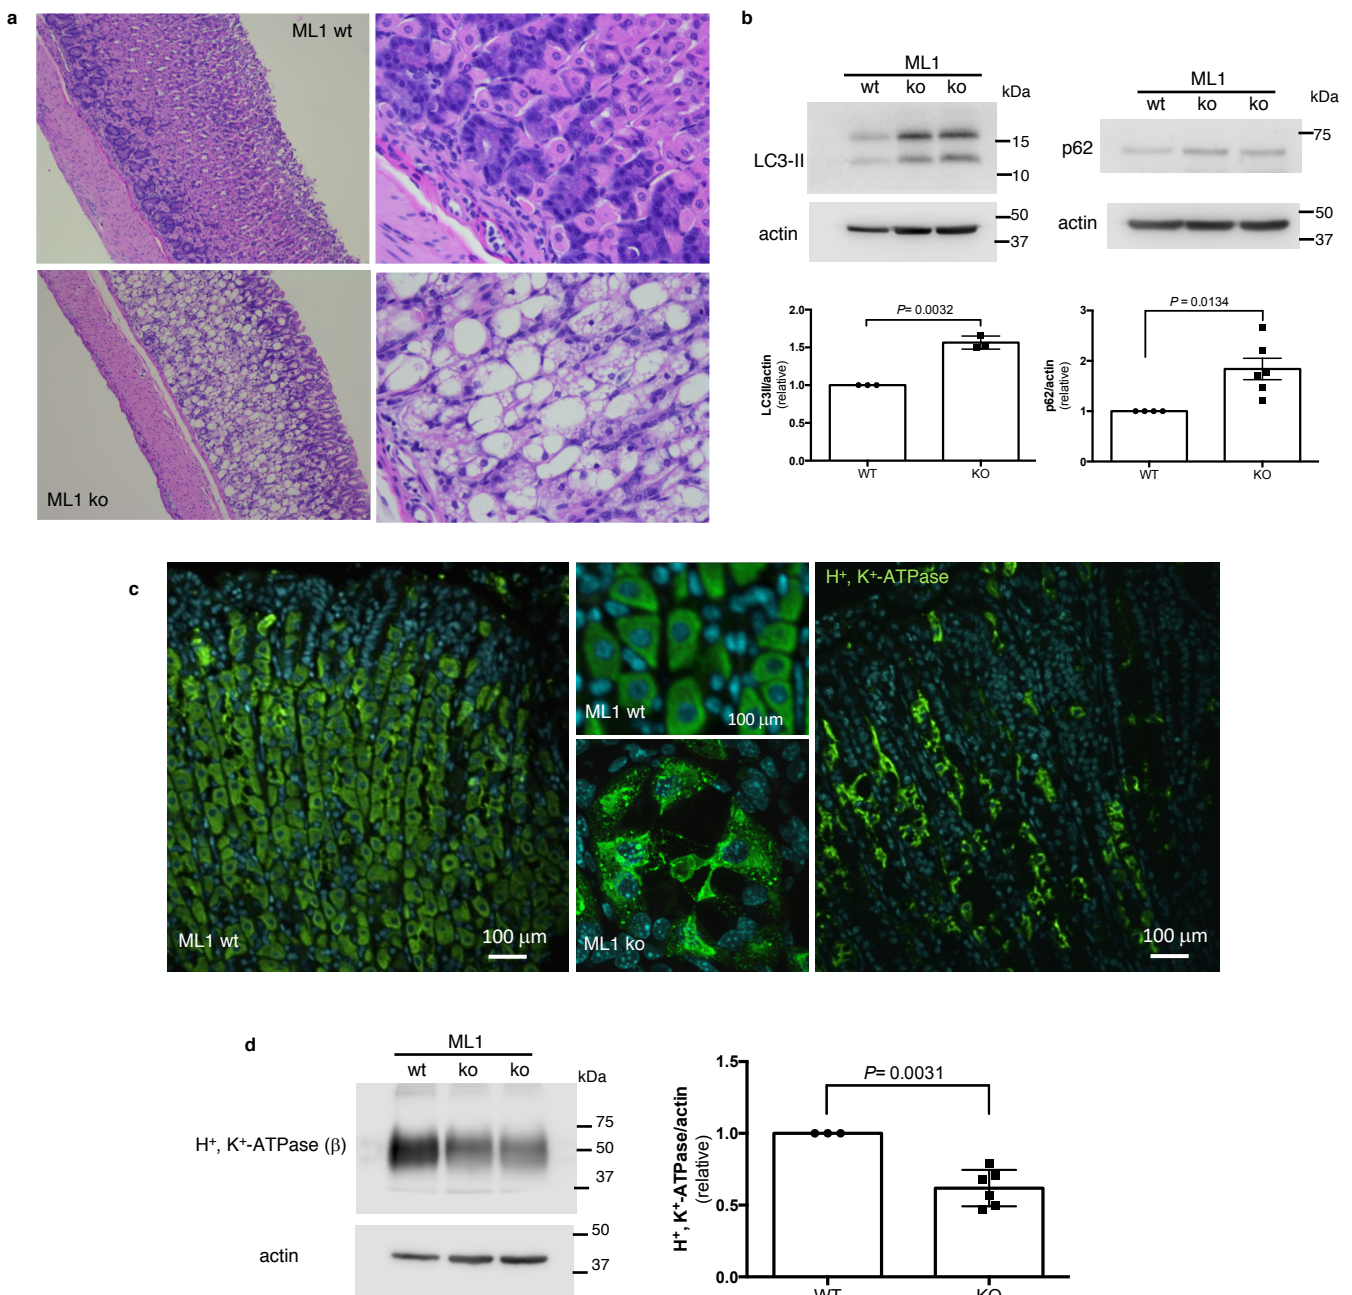 a
ML1 wt
ML1 ko
b
ML1
wt ko ko
kDa
LC3-II
15
10
actin
50
37
ML1
wt ko ko
kDa
p62
75
actin
50
37
P= 0.0032
LC3II/actin
(relative)
2.0
1.5
1.0
0.5
0.0
WT KO
P= 0.0134
p62/actin
(relative)
3
2
1
0
WT KO
c
ML1 wt
100 µm
ML1 wt
100 µm
ML1 ko
H⁺, K⁺-ATPase
100 µm
d
ML1
wt ko ko
kDa
H⁺, K⁺-ATPase (β)
75
50
37
actin
50
37
P= 0.0031
H⁺, K⁺-ATPase/actin
(relative)
1.5
1.0
0.5
0.0
WT KO